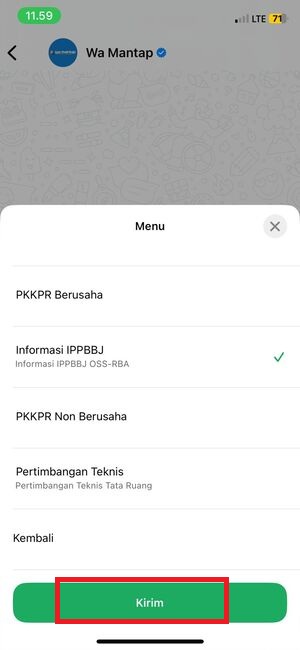 11.59
LTE 71
Wa Mantap
Menu
PKKPR Berusaha
Informasi IPPBBJ
Informasi IPPBBJ OSS-RBA
PKKPR Non Berusaha
Pertimbangan Teknis
Pertimbangan Teknis Tata Ruang
Kembali
Kirim